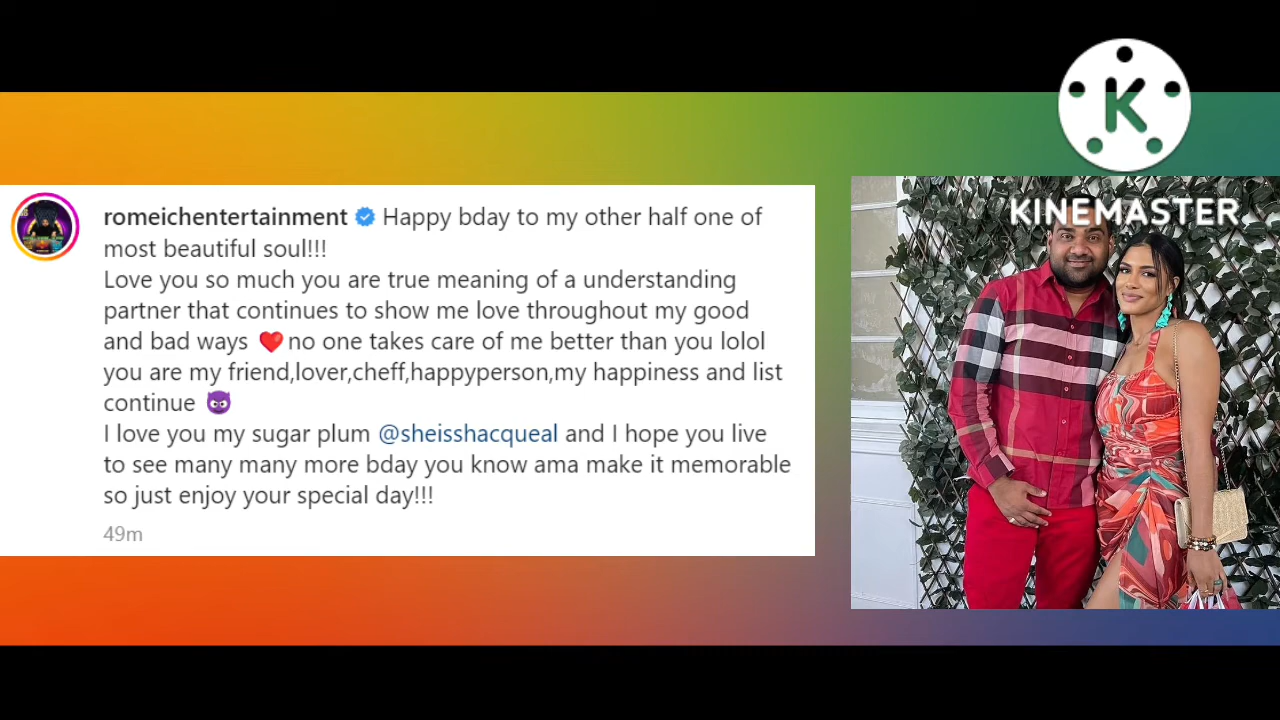 romeichentertainment Happy bday to my other half one of
most beautiful soul!!!
Love you so much you are true meaning of a understanding
partner that continues to show me love throughout my good
and bad ways ❤️no one takes care of me better than you lolol
you are my friend,lover,cheff,happyperson,my happiness and list
continue 😈
I love you my sugar plum @sheisshacqueal and I hope you live
to see many many more bday you know ama make it memorable
so just enjoy your special day!!!
49m
K
KINEMASTER